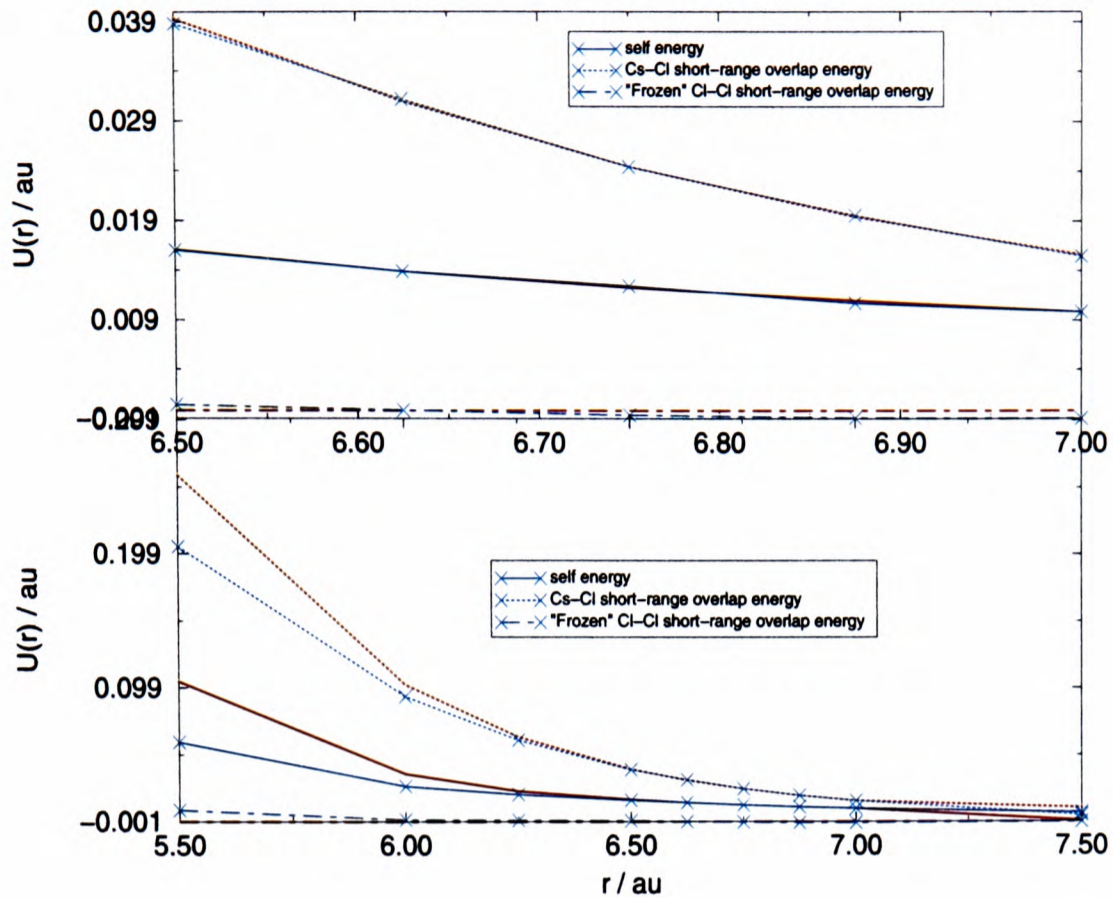 0.039
self energy
Cs–Cl short–range overlap energy
"Frozen" Cl–Cl short–range overlap energy
0.029
U(r) / au
0.019
0.009
6.50 6.60 6.70 6.80 6.90 7.00
0.199
self energy
Cs–Cl short–range overlap energy
"Frozen" Cl–Cl short–range overlap energy
U(r) / au
0.099
−0.001
5.50 6.00 6.50 7.00 7.50
r / au